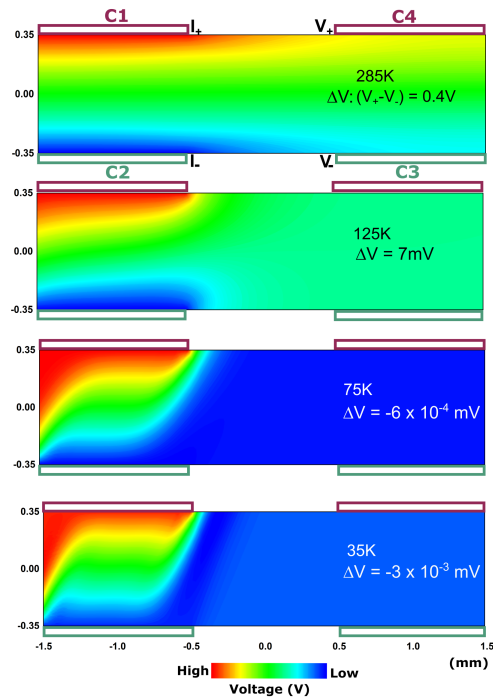 C1 I+ V+ C4
0.35
285K
0.00
ΔV: (V+-V-) = 0.4V
-0.35
C2 I- V- C3
0.35
125K
0.00
ΔV = 7mV
-0.35
0.35
75K
0.00
ΔV = -6 x 10-4 mV
-0.35
0.35
35K
0.00
ΔV = -3 x 10-3 mV
-0.35
-1.5 -1.0 -0.5 0.0 0.5 1.0 1.5
High Low (mm)
Voltage (V)